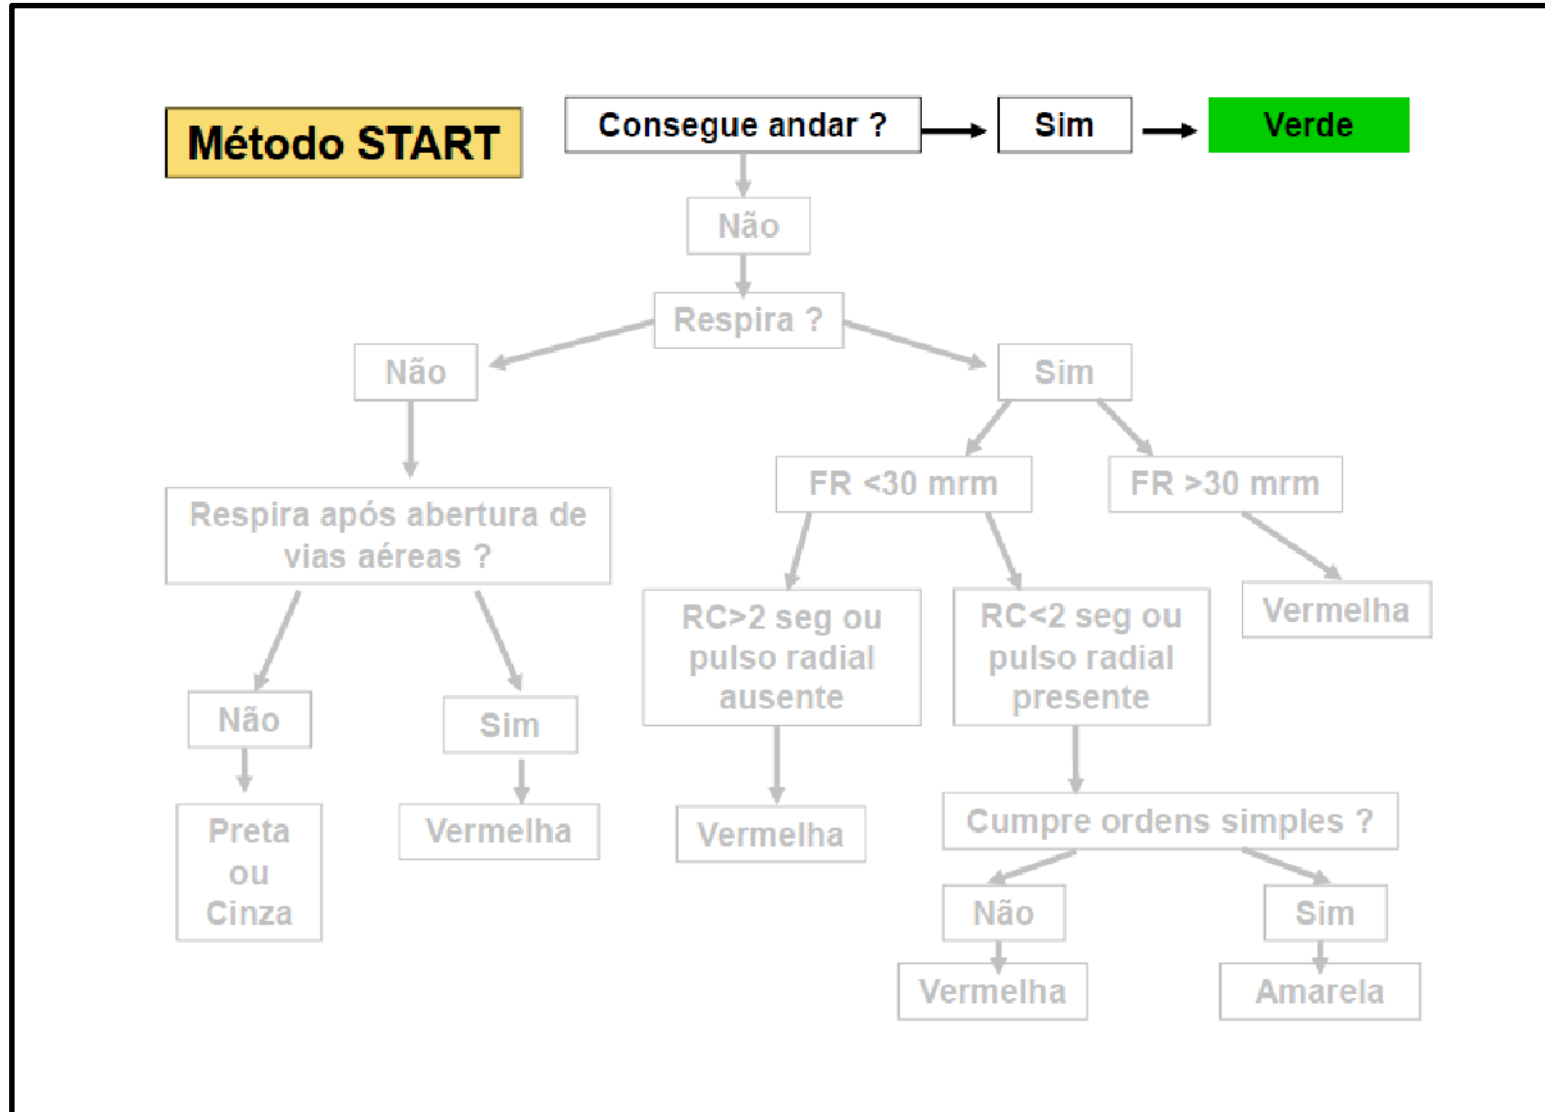 Método START
Consegue andar ?
Sim
Verde
Não
Respira ?
Não
Sim
FR <30 mrm
FR >30 mrm
Respira após abertura de
vias aéreas ?
RC>2 seg ou
pulso radial
ausente
RC<2 seg ou
pulso radial
presente
Vermelha
Não
Sim
Preta
ou
Cinza
Vermelha
Vermelha
Cumpre ordens simples ?
Não
Sim
Vermelha
Amarela